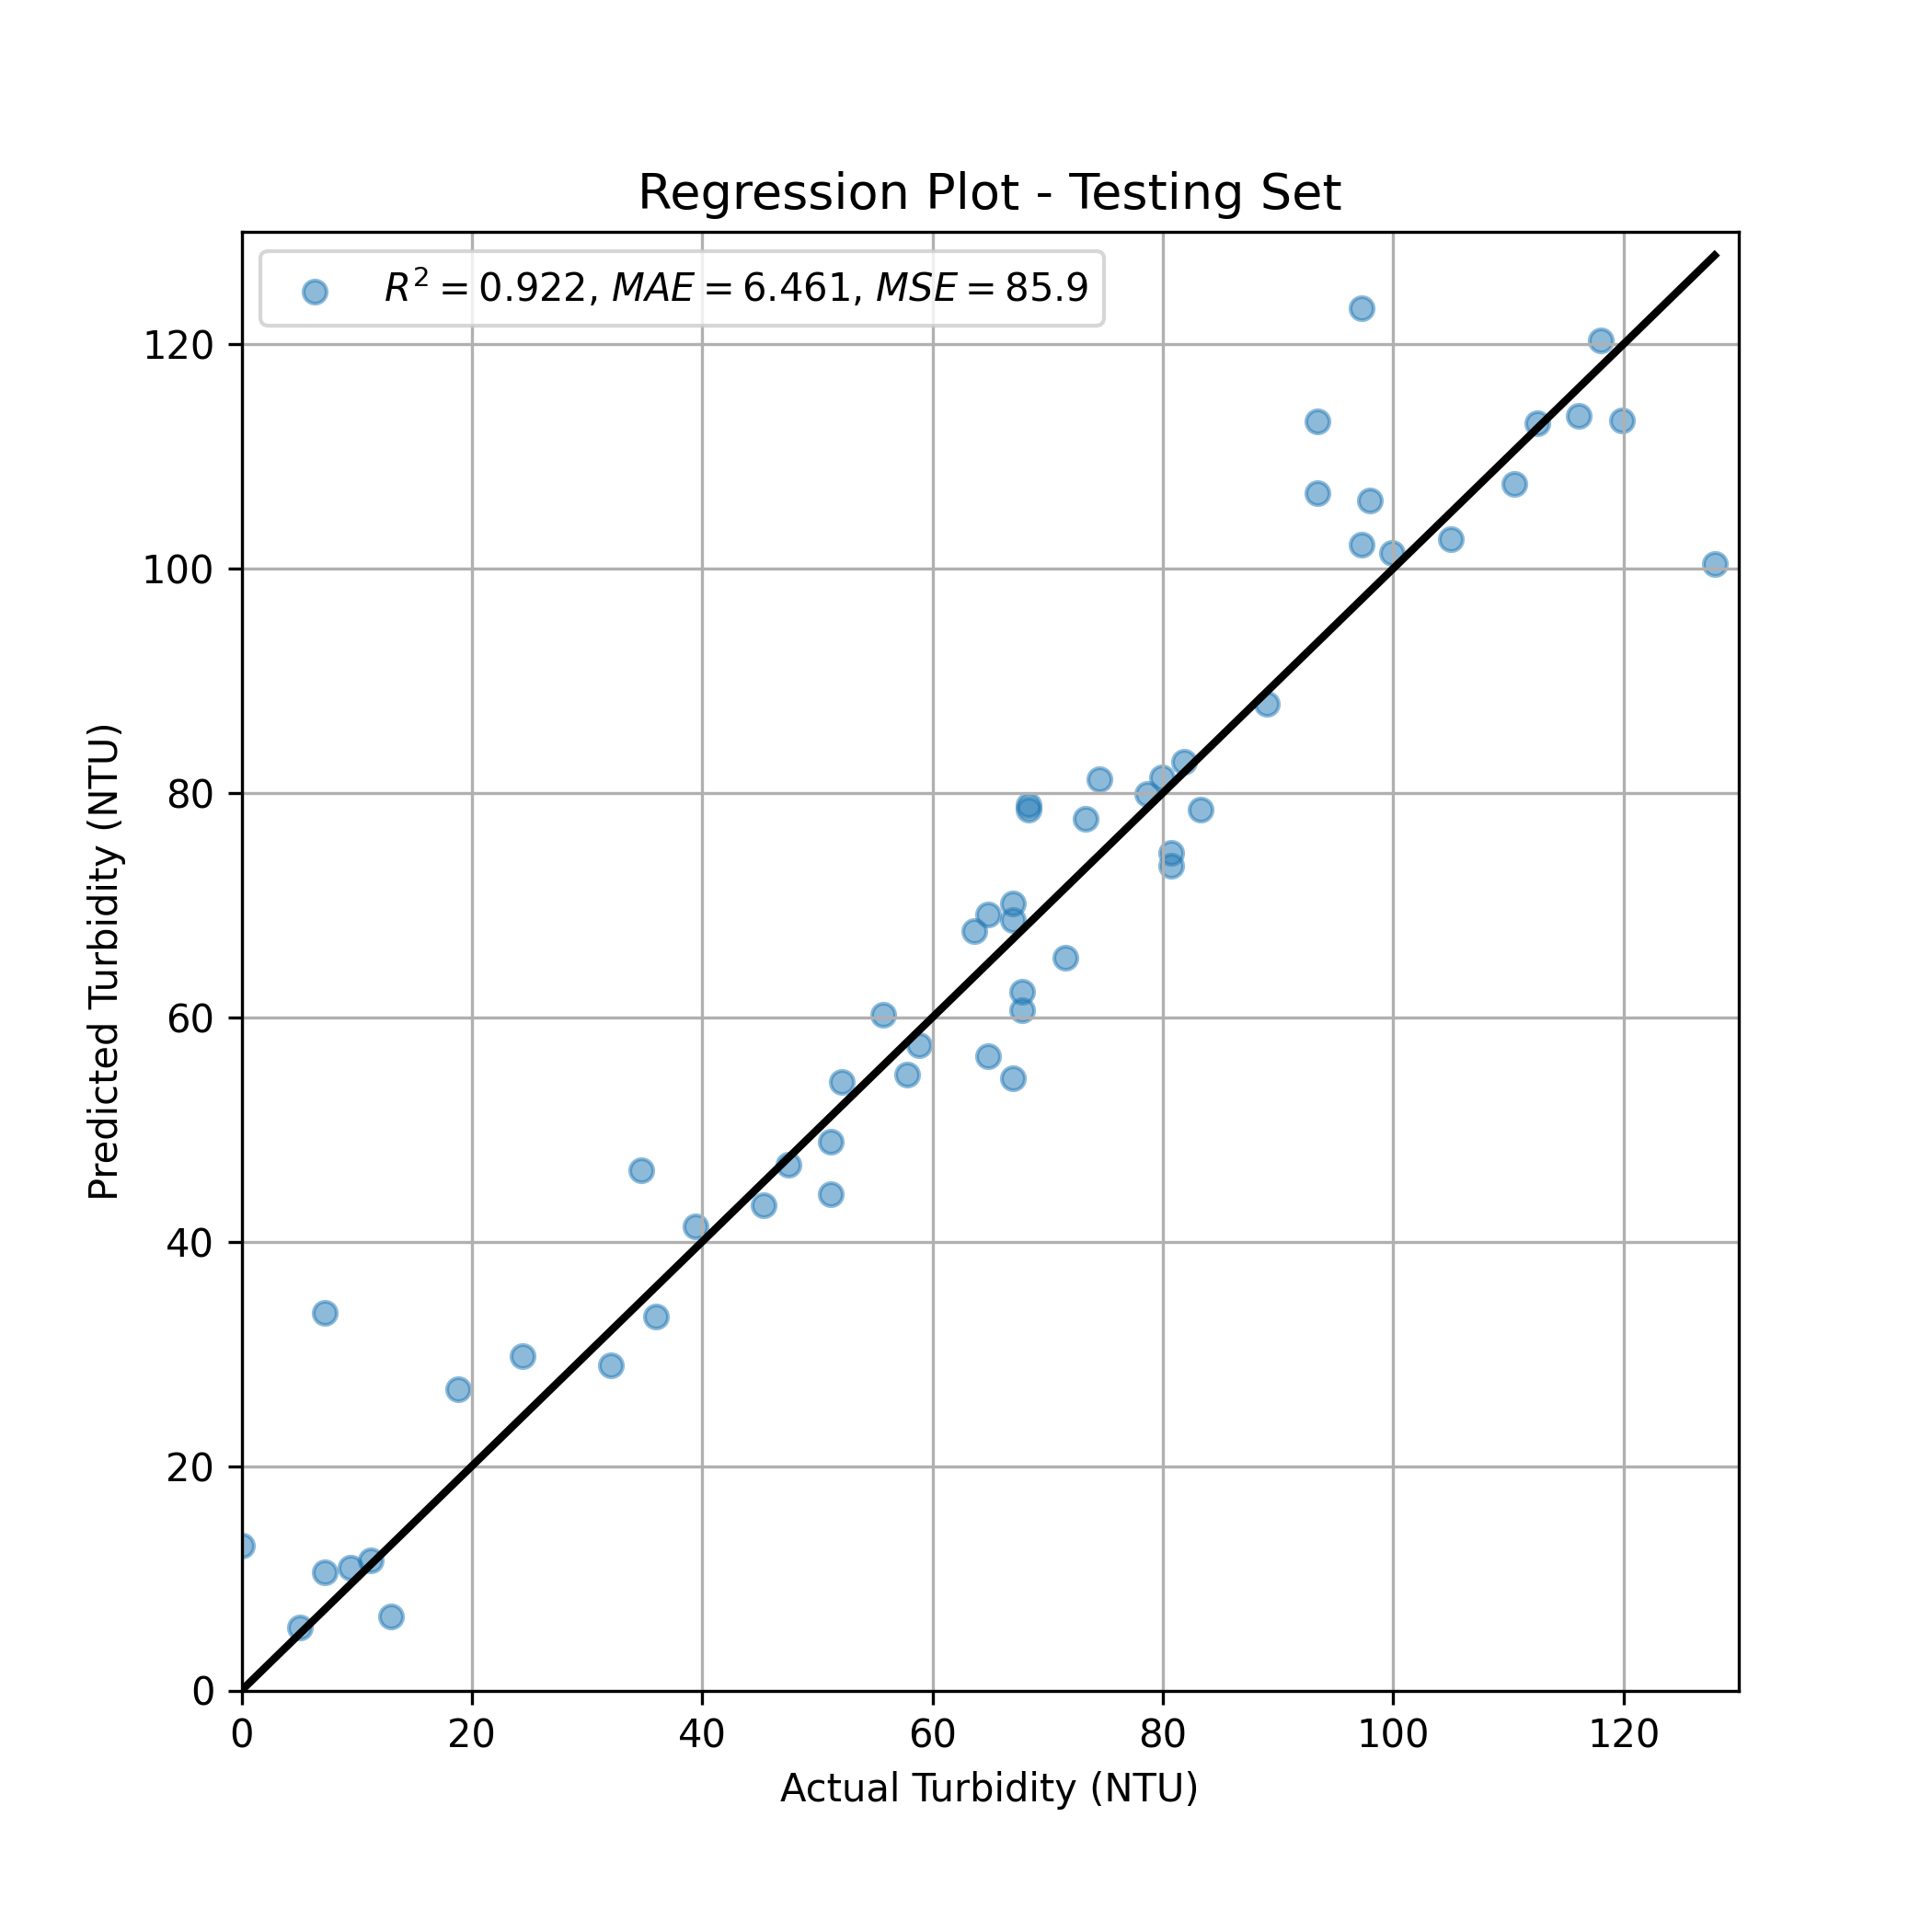 Regression Plot - Testing Set
R² = 0.922, MAE = 6.461, MSE = 85.9
Predicted Turbidity (NTU)
120
100
80
60
40
20
0
0 20 40 60 80 100 120
Actual Turbidity (NTU)